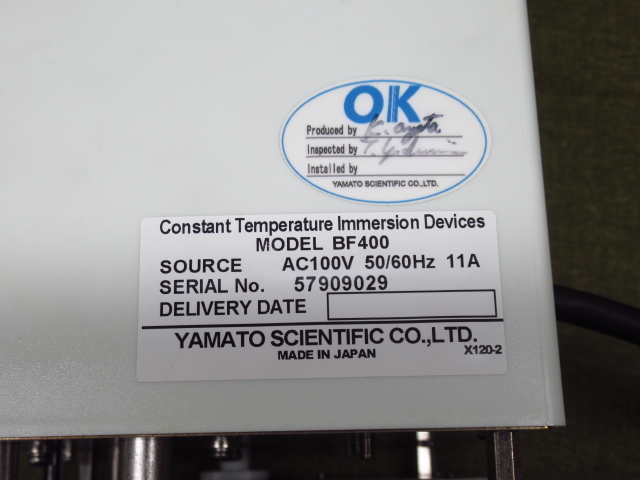 OK
Produced by
Inspected by
Installed by
YAMATO SCIENTIFIC CO.,LTD.
Constant Temperature Immersion Devices
MODEL BF400
SOURCE AC100V 50/60Hz 11A
SERIAL No. 57909029
DELIVERY DATE
YAMATO SCIENTIFIC CO.,LTD.
MADE IN JAPAN X120-2